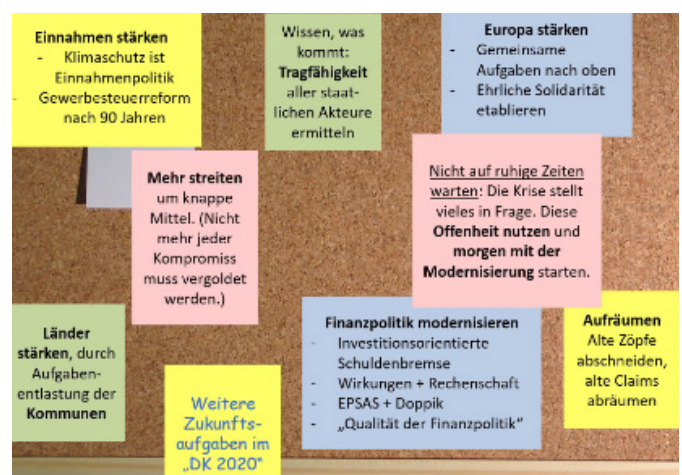 Einnahmen stärken
- Klimaschutz ist
Einnahmenpolitik
- Gewerbesteuerreform
nach 90 Jahren
Wissen, was
kommt:
Tragfähigkeit
aller staat-
lichen Akteure
ermitteln
Europa stärken
- Gemeinsame
Aufgaben nach oben
- Ehrliche Solidarität
etablieren
Mehr streiten
um knappe
Mittel. (Nicht
mehr jeder
Kompromiss
muss vergoldet
werden.)
Nicht auf ruhige Zeiten
warten: Die Krise stellt
vieles in Frage. Diese
Offenheit nutzen und
morgen mit der
Modernisierung starten.
Länder
stärken, durch
Aufgaben-
entlastung der
Kommunen
Weitere
Zukunfts-
aufgaben im
„DK 2020“
Finanzpolitik modernisieren
- Investitionsorientierte
Schuldenbremse
- Wirkungen + Rechenschaft
- EPSAS + Doppik
- „Qualität der Finanzpolitik“
Aufräumen
Alte Zöpfe
abschneiden,
alte Claims
abräumen